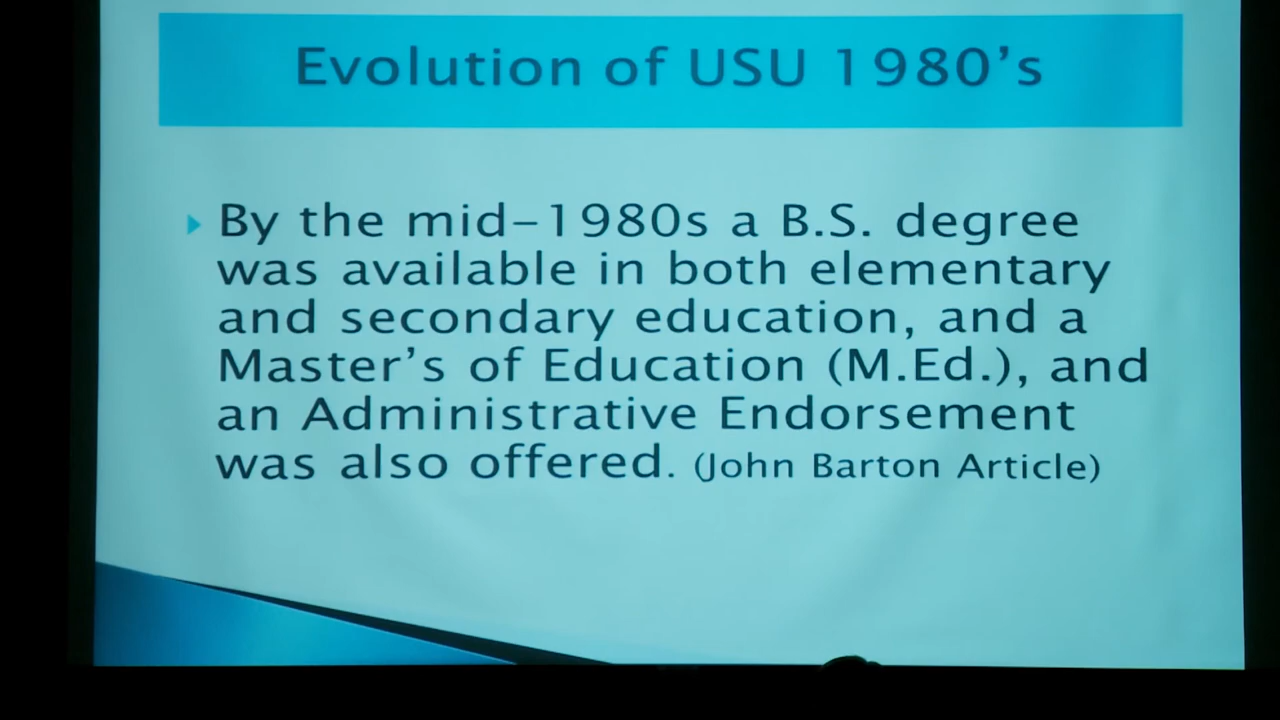 Evolution of USU 1980's
By the mid-1980s a B.S. degree
was available in both elementary
and secondary education, and a
Master's of Education (M.Ed.), and
an Administrative Endorsement
was also offered. (John Barton Article)